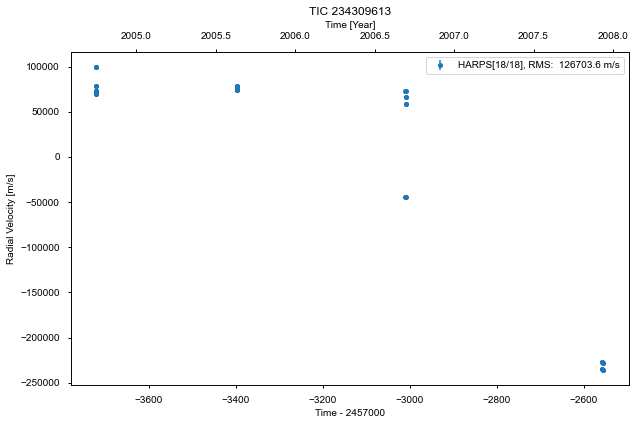 TIC 234309613
Time [Year]
2005.0 2005.5 2006.0 2006.5 2007.0 2007.5 2008.0
HARPS[18/18], RMS: 126703.6 m/s
100000
50000
0
−50000
−100000
−150000
−200000
−250000
Radial Velocity [m/s]
−3600 −3400 −3200 −3000 −2800 −2600
Time - 2457000